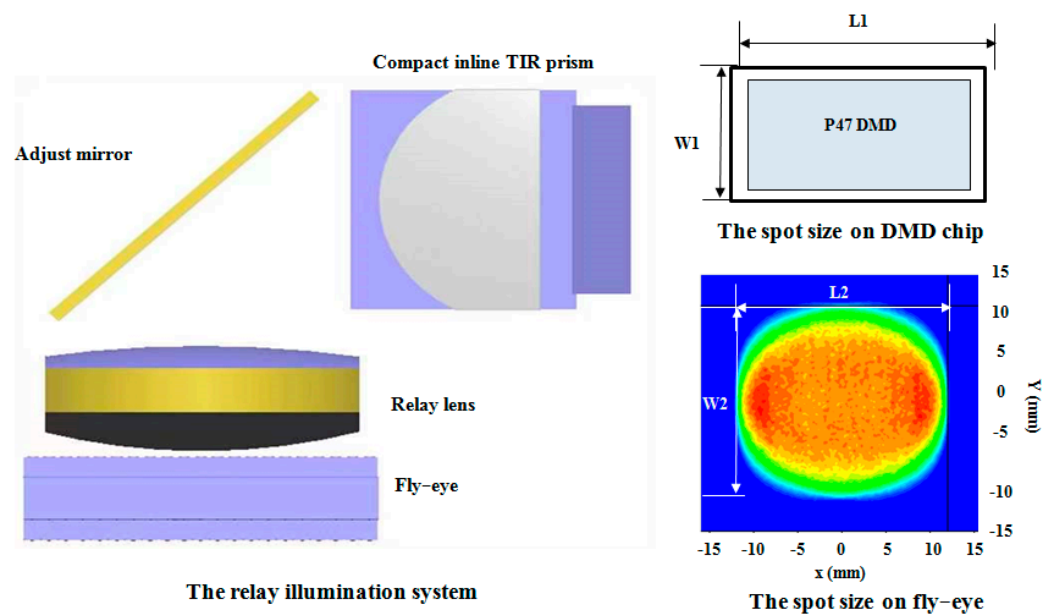 Compact inline TIR prism
Adjust mirror
Relay lens
Fly-eye
The relay illumination system
L1
W1
P47 DMD
The spot size on DMD chip
L2
W2
15
10
5
0
-5
-10
-15
Y (mm)
-15 -10 -5 0 5 10 15
x (mm)
The spot size on fly-eye